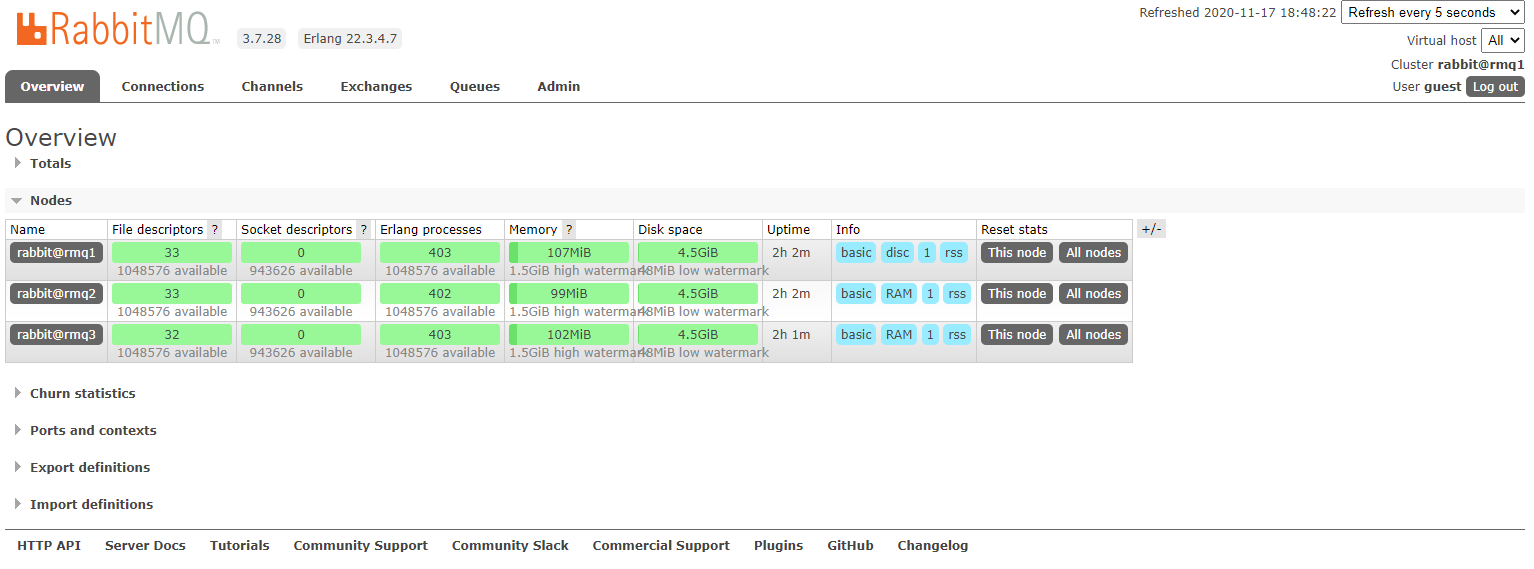 RabbitMQ TM 3.7.28 Erlang 22.3.4.7
Refreshed 2020-11-17 18:48:22 Refresh every 5 seconds
Virtual host All
Cluster rabbit@rmq1
User guest Log out
Overview Connections Channels Exchanges Queues Admin
Overview
Totals
Nodes
Name File descriptors ? Socket descriptors ? Erlang processes Memory ? Disk space Uptime Info Reset stats +/-
rabbit@rmq1 33 0 403 107MiB 4.5GiB 2h 2m basic disc 1 rss This node All nodes
1048576 available 943626 available 1048576 available 1.5GiB high watermark 48MiB low watermark
rabbit@rmq2 33 0 402 99MiB 4.5GiB 2h 2m basic RAM 1 rss This node All nodes
1048576 available 943626 available 1048576 available 1.5GiB high watermark 48MiB low watermark
rabbit@rmq3 32 0 403 102MiB 4.5GiB 2h 1m basic RAM 1 rss This node All nodes
1048576 available 943626 available 1048576 available 1.5GiB high watermark 48MiB low watermark
Churn statistics
Ports and contexts
Export definitions
Import definitions
HTTP API Server Docs Tutorials Community Support Community Slack Commercial Support Plugins GitHub Changelog